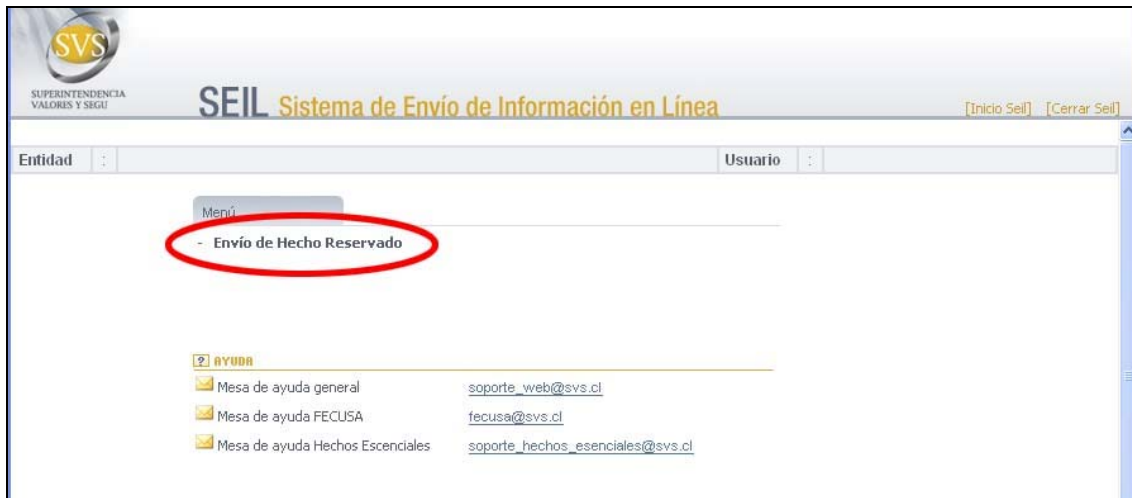 SVS
SUPERINTENDENCIA
VALORES Y SEGU
SEIL Sistema de Envío de Información en Línea
[Inicio Seil] [Cerrar Seil]
Entidad : Usuario :
Menú
- Envío de Hecho Reservado
? AYUDA
Mesa de ayuda general soporte_web@svs.cl
Mesa de ayuda FECUSA fecusa@svs.cl
Mesa de ayuda Hechos Escenciales soporte_hechos_esenciales@svs.cl